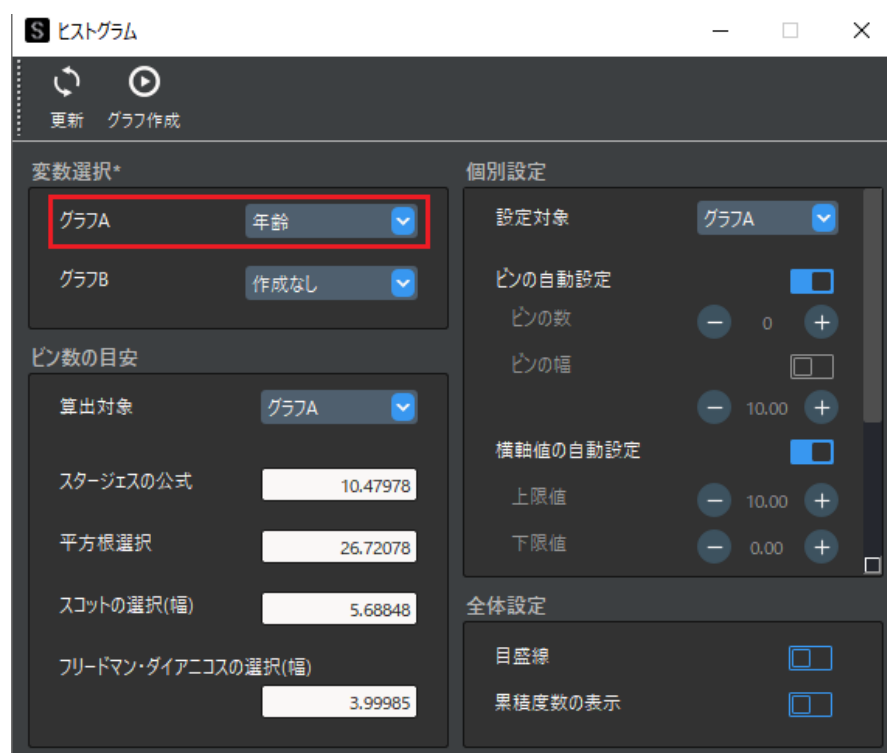 S ヒストグラム
更新 グラフ作成
変数選択*
グラフA 年齢
グラフB 作成なし
ビン数の目安
算出対象 グラフA
スタージェスの公式 10.47978
平方根選択 26.72078
スコットの選択(幅) 5.68848
フリードマン・ダイアニコスの選択(幅)
3.99985
個別設定
設定対象 グラフA
ビンの自動設定
ビンの数 0
ビンの幅
10.00
横軸値の自動設定
上限値 10.00
下限値 0.00
全体設定
目盛線
累積度数の表示